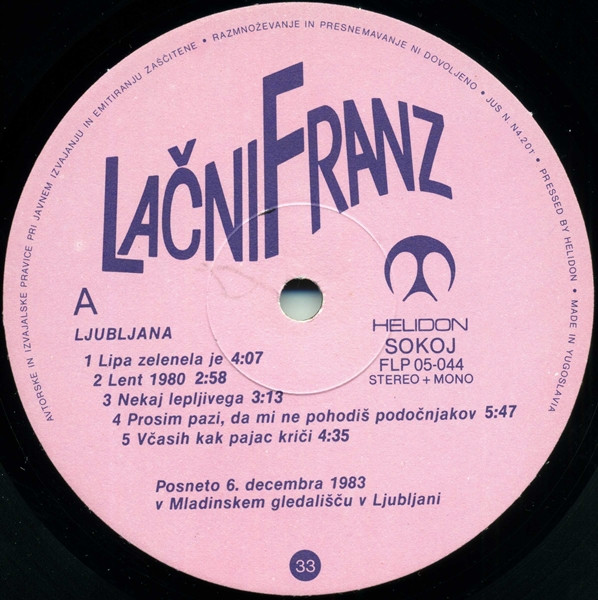 AVTORSKE IN IZVAJALSKE PRAVICE PRI JAVNEM IZVAJANJU IN EMITIRANJU ZAŠČITENE • RAZMNOŽEVANJE IN PRESNEMAVANJE NI DOVOLJENO • JUS N. N4.201 • PRESSED BY HELIDON • MADE IN YUGOSLAVIA
LAČNI FRANZ
A
LJUBLJANA
1 Lipa zelenela je 4:07
2 Lent 1980 2:58
3 Nekaj lepljivega 3:13
4 Prosim pazi, da mi ne pohodiš podočnjakov 5:47
5 Včasih kak pajac kriči 4:35
HELIDON
SOKOJ
FLP 05-044
STEREO + MONO
Posneto 6. decembra 1983
v Mladinskem gledališču v Ljubljani
33